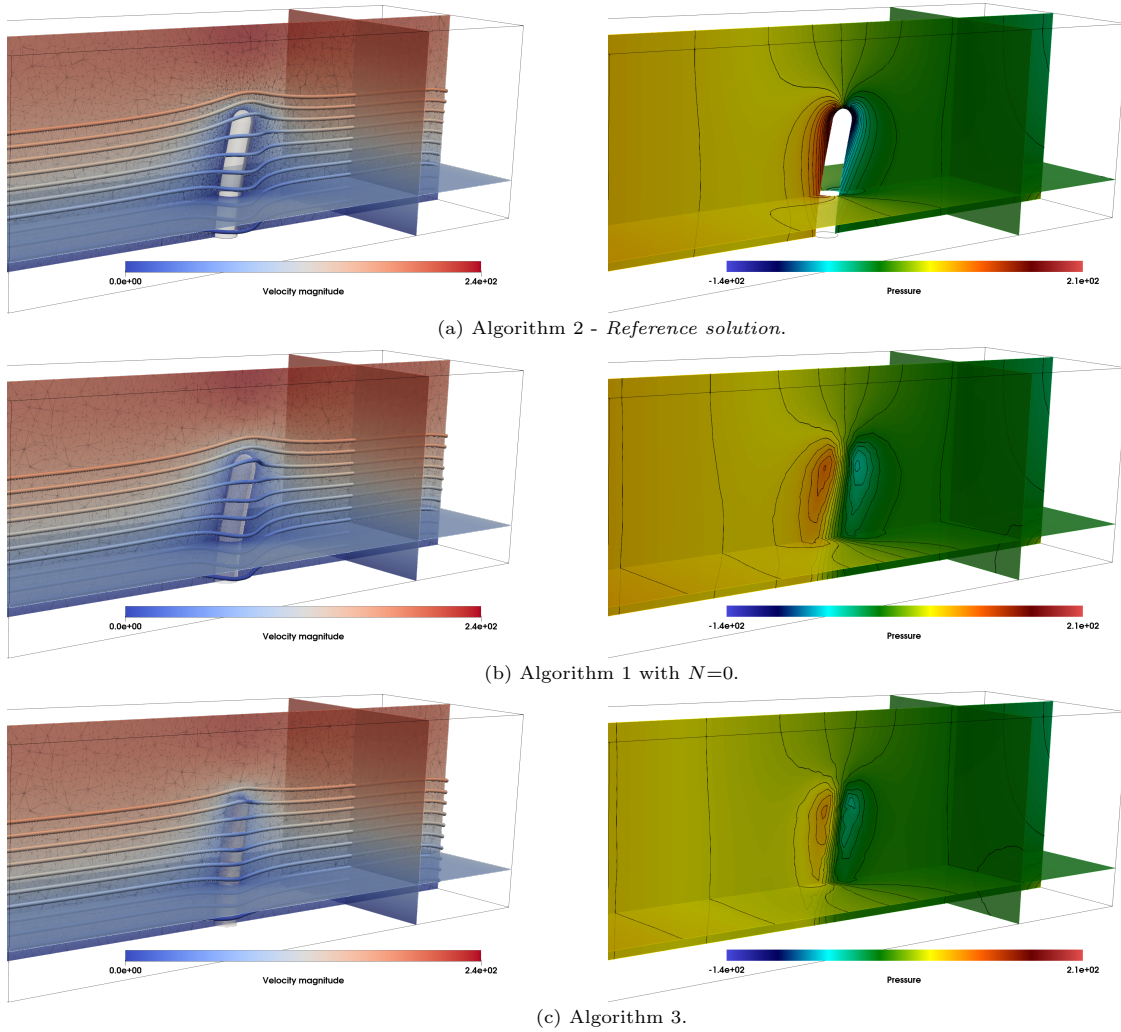 0.0e+00 2.4e+02 -1.4e+02 2.1e+02
Velocity magnitude Pressure
(a) Algorithm 2 - Reference solution.
0.0e+00 2.4e+02 -1.4e+02 2.1e+02
Velocity magnitude Pressure
(b) Algorithm 1 with N=0.
0.0e+00 2.4e+02 -1.4e+02 2.1e+02
Velocity magnitude Pressure
(c) Algorithm 3.